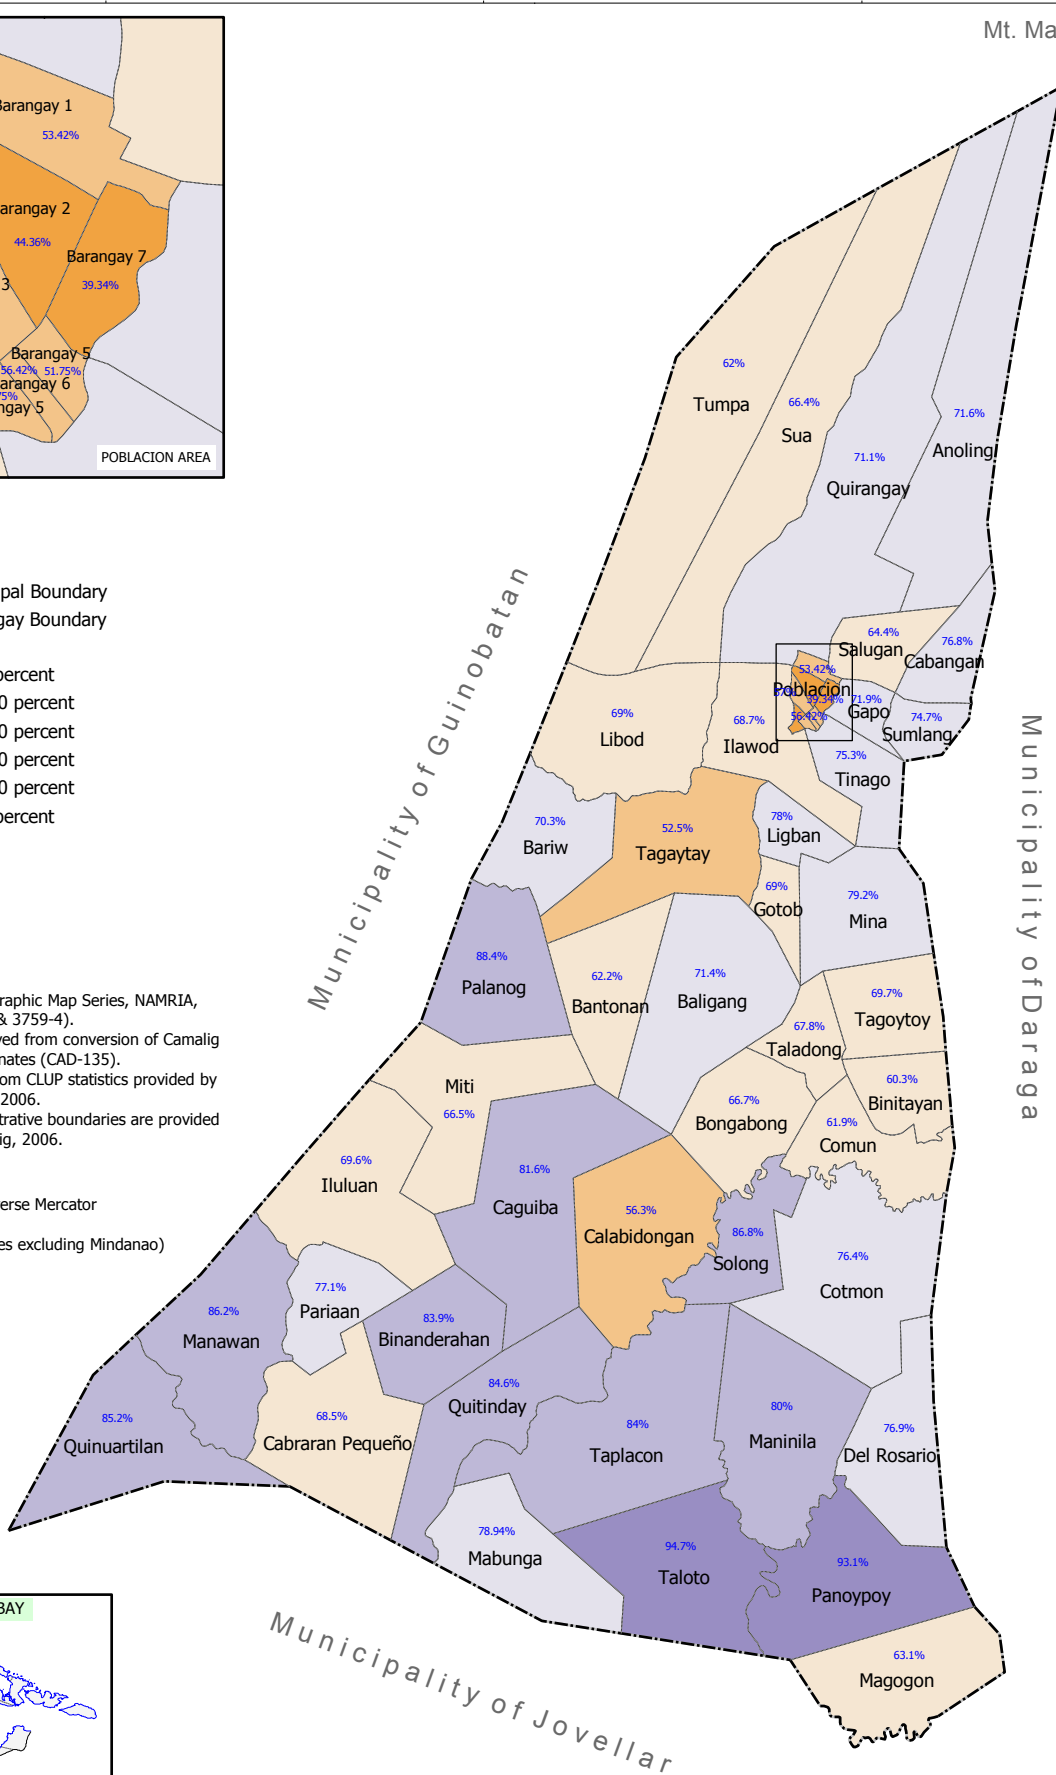 Mt. Ma
Barangay 1
53.42%
arangay 2
44.36%
Barangay 7
39.34%
3
Barangay 5
56.42% 51.75%
arangay 6
75%
ngay 5
POBLACION AREA
pal Boundary
gay Boundary
percent
0 percent
0 percent
0 percent
0 percent
percent
raphic Map Series, NAMRIA,
& 3759-4).
ved from conversion of Camalig
nates (CAD-135).
om CLUP statistics provided by
2006.
trative boundaries are provided
ig, 2006.
erse Mercator
es excluding Mindanao)
BAY
Municipality of Guinobatan
Municipality of Daraga
Municipality of Jovellar
62%
Tumpa
66.4%
Sua
71.1%
Quirangay
71.6%
Anoling
64.4%
Salugan
76.8%
Cabangan
53.42%
Poblacion
39.34%
56.42%
71.9%
Gapo
74.7%
Sumlang
69%
Libod
68.7%
Ilawod
75.3%
Tinago
70.3%
Bariw
52.5%
Tagaytay
78%
Ligban
69%
Gotob
79.2%
Mina
88.4%
Palanog
62.2%
Bantonan
71.4%
Baligang
69.7%
Tagoytoy
67.8%
Taladong
60.3%
Binitayan
Miti
66.5%
66.7%
Bongabong
61.9%
Comun
69.6%
Iluluan
81.6%
Caguiba
56.3%
Calabidongan
86.8%
Solong
76.4%
Cotmon
77.1%
Pariaan
86.2%
Manawan
83.9%
Binanderahan
84.6%
Quitinday
85.2%
Quinuartilan
68.5%
Cabraran Pequeño
84%
Taplacon
80%
Maninila
76.9%
Del Rosario
78.94%
Mabunga
94.7%
Taloto
93.1%
Panoypoy
63.1%
Magogon